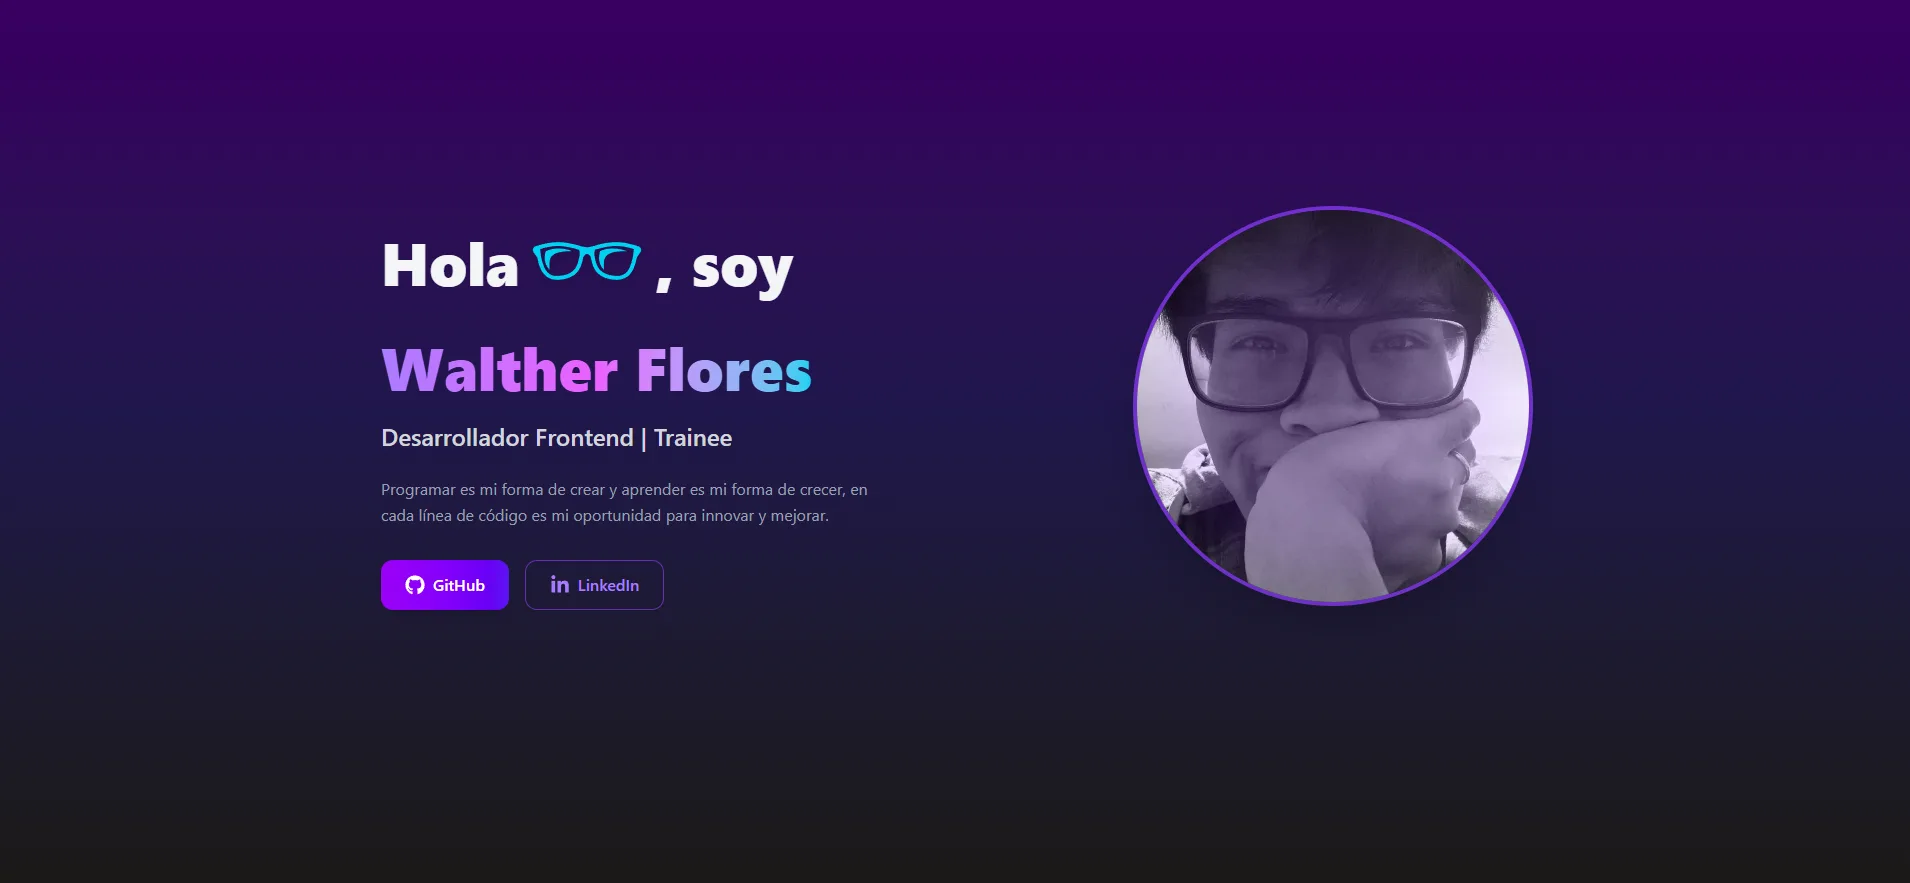 Hola , soy
Walther Flores
Desarrollador Frontend | Trainee
Programar es mi forma de crear y aprender es mi forma de crecer, en
cada línea de código es mi oportunidad para innovar y mejorar.
GitHub
LinkedIn